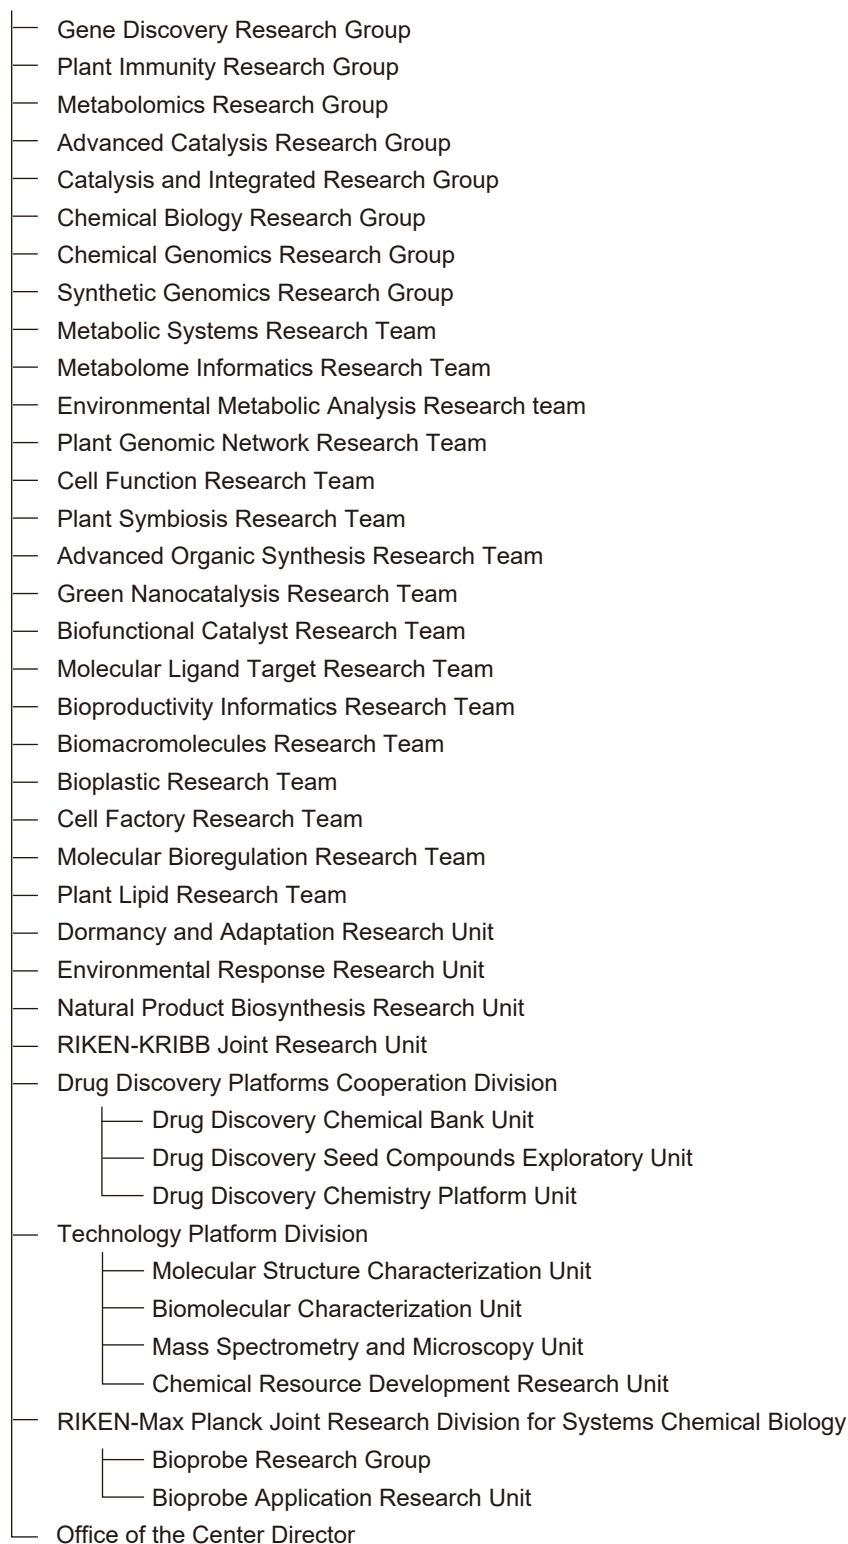 Gene Discovery Research Group
Plant Immunity Research Group
Metabolomics Research Group
Advanced Catalysis Research Group
Catalysis and Integrated Research Group
Chemical Biology Research Group
Chemical Genomics Research Group
Synthetic Genomics Research Group
Metabolic Systems Research Team
Metabolome Informatics Research Team
Environmental Metabolic Analysis Research team
Plant Genomic Network Research Team
Cell Function Research Team
Plant Symbiosis Research Team
Advanced Organic Synthesis Research Team
Green Nanocatalysis Research Team
Biofunctional Catalyst Research Team
Molecular Ligand Target Research Team
Bioproductivity Informatics Research Team
Biomacromolecules Research Team
Bioplastic Research Team
Cell Factory Research Team
Molecular Bioregulation Research Team
Plant Lipid Research Team
Dormancy and Adaptation Research Unit
Environmental Response Research Unit
Natural Product Biosynthesis Research Unit
RIKEN-KRIBB Joint Research Unit
Drug Discovery Platforms Cooperation Division
Drug Discovery Chemical Bank Unit
Drug Discovery Seed Compounds Exploratory Unit
Drug Discovery Chemistry Platform Unit
Technology Platform Division
Molecular Structure Characterization Unit
Biomolecular Characterization Unit
Mass Spectrometry and Microscopy Unit
Chemical Resource Development Research Unit
RIKEN-Max Planck Joint Research Division for Systems Chemical Biology
Bioprobe Research Group
Bioprobe Application Research Unit
Office of the Center Director